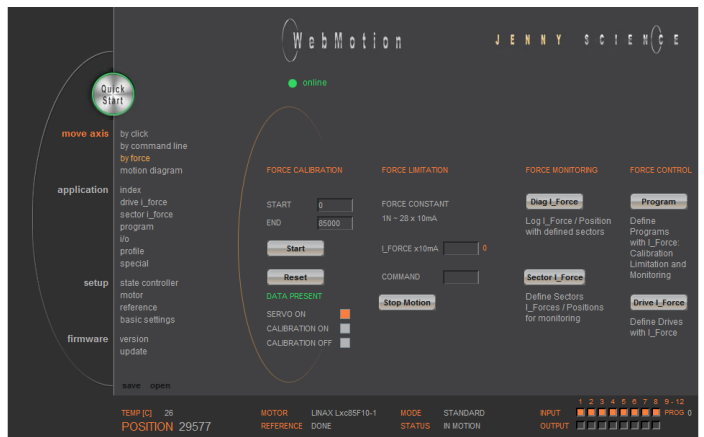 WebMotion
JENNY SCIENCE
online
Quick
Start
move axis
by click
by command line
by force
motion diagram
application
index
drive i_force
sector i_force
program
i/o
profile
special
setup
state controller
motor
reference
basic settings
firmware
version
update
save open
FORCE CALIBRATION
START 0
END 85000
Start
Reset
DATA PRESENT
SERVO ON
CALIBRATION ON
CALIBRATION OFF
FORCE LIMITATION
FORCE CONSTANT
1N ~ 28 x 10mA
I_FORCE x10mA 0
COMMAND
Stop Motion
FORCE MONITORING
Diag I_Force
Log I_Force / Position
with defined sectors
Sector I_Force
Define Sectors
I_Forces / Positions
for monitoring
FORCE CONTROL
Program
Define
Programs
with I_Force:
Calibration
Limitation and
Monitoring
Drive I_Force
Define Drives
with I_Force
1 2 3 4 5 6 7 8 9-12
TEMP [C] 26 MOTOR LINAX Lxc85F10-1 MODE STANDARD INPUT PROG 0
POSITION 29577 REFERENCE DONE STATUS IN MOTION OUTPUT